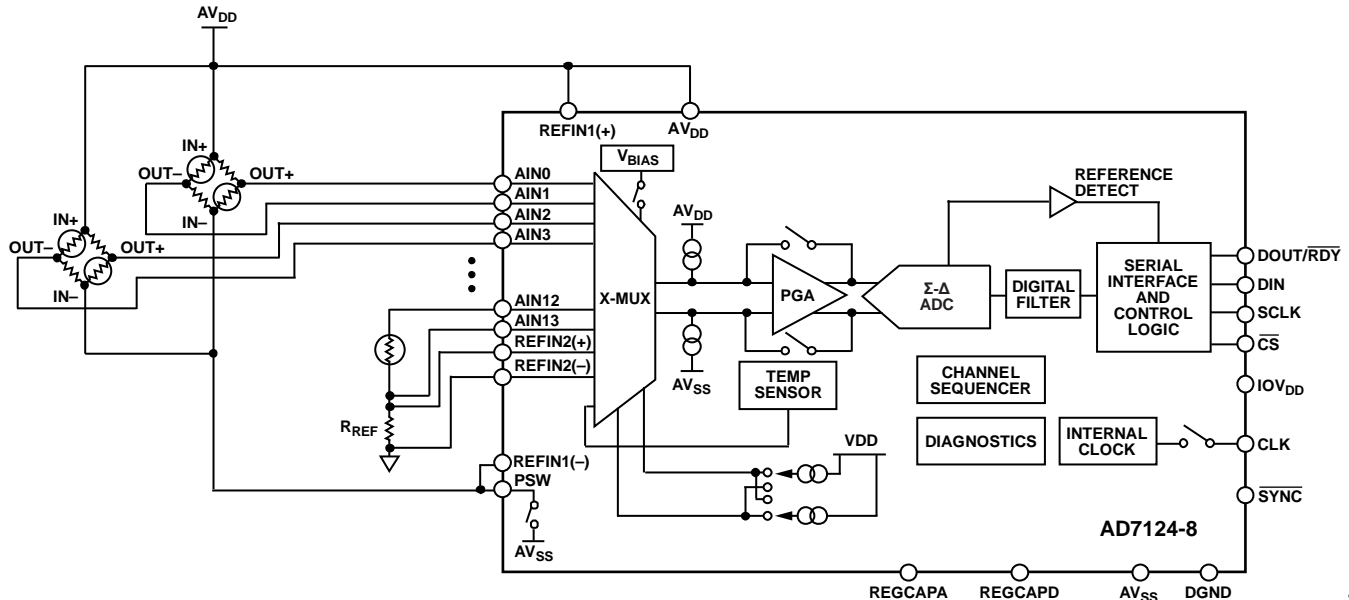 AVDD
REFIN1(+)
AVDD
VBIAS
IN+
OUT–
OUT+
IN–
IN+
OUT–
OUT+
IN–
AIN0
AIN1
AIN2
AIN3
AIN12
AIN13
REFIN2(+)
REFIN2(–)
RREF
REFIN1(–)
PSW
AVSS
X-MUX
AVDD
AVSS
PGA
TEMP
SENSOR
VDD
Σ-Δ
ADC
REFERENCE
DETECT
DIGITAL
FILTER
SERIAL
INTERFACE
AND
CONTROL
LOGIC
CHANNEL
SEQUENCER
DIAGNOSTICS
INTERNAL
CLOCK
DOUT/RDY
DIN
SCLK
CS
IOVDD
CLK
SYNC
AD7124-8
REGCAPA
REGCAPD
AVSS
DGND